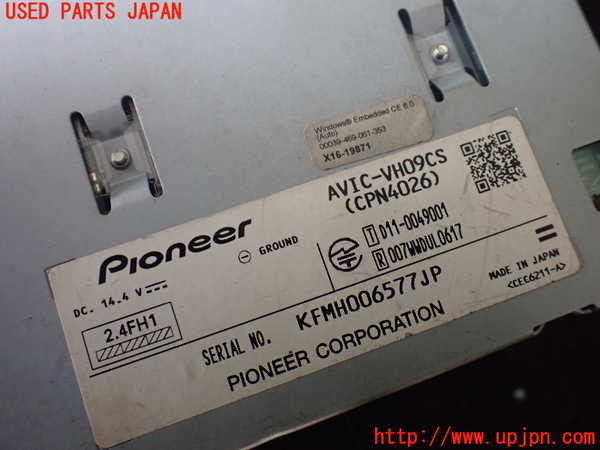 USED PARTS JAPAN
Windows® Embedded CE 6.0
(Auto)
00039-469-061-353
X16-19871
AVIC-VH09CS
(CPN4026)
Pioneer
GROUND
T D11-0049001
R 007WWDUL0617
DC. 14.4 V
2.4FH1
SERIAL NO. KFMH006577JP
MADE IN JAPAN
<CEC6211-A>
PIONEER CORPORATION
http://www.upjpn.com